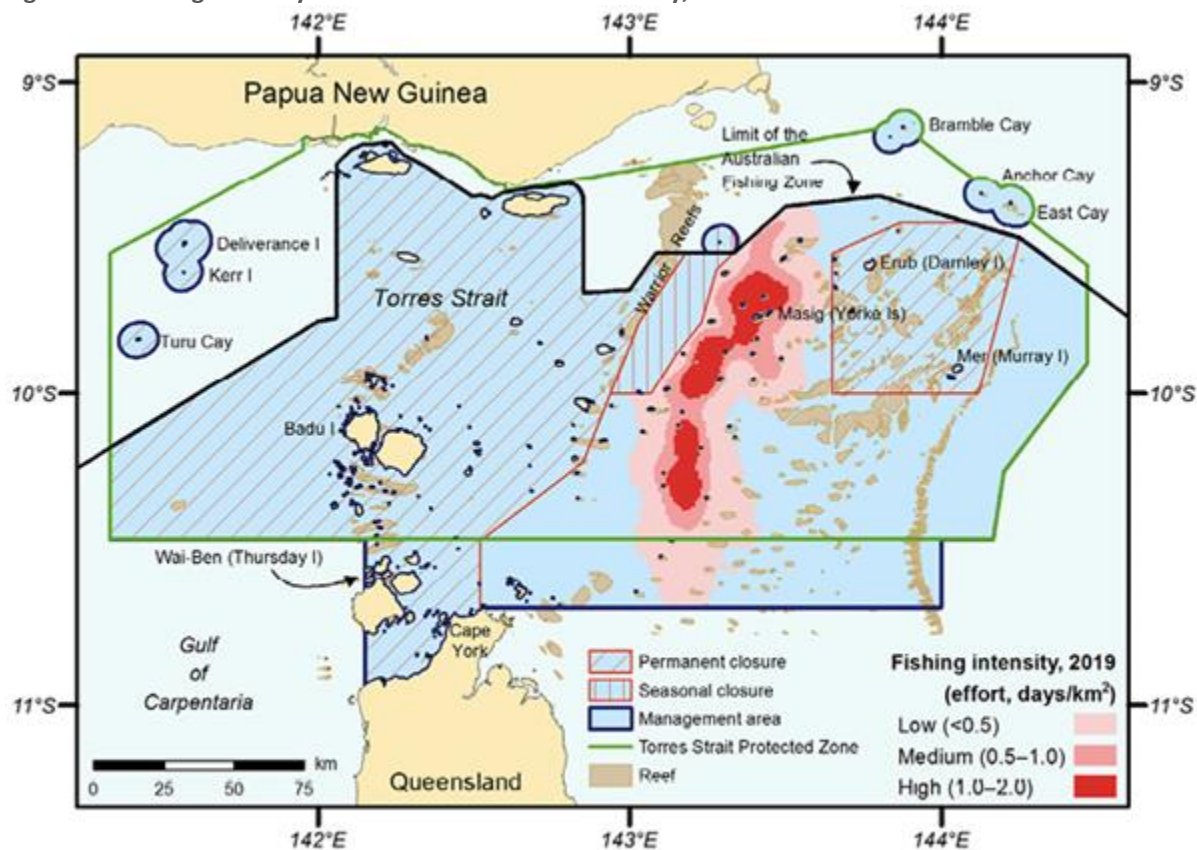 142°E
143°E
144°E
9°S
9°S
Papua New Guinea
Limit of the
Australian
Fishing Zone
Bramble Cay
Anchor Cay
East Cay
Deliverance I
Kerr I
Turu Cay
Torres Strait
Warrior Reefs
Erub (Darnley I)
Masig (Yorke Is)
Mer (Murray I)
10°S
10°S
Badu I
Wai-Ben (Thursday I)
Cape
York
Gulf
of
Carpentaria
Queensland
11°S
11°S
km
0 25 50 75
Permanent closure
Seasonal closure
Management area
Torres Strait Protected Zone
Reef
Fishing intensity, 2019
(effort, days/km²)
Low (<0.5)
Medium (0.5–1.0)
High (1.0–2.0)
142°E
143°E
144°E